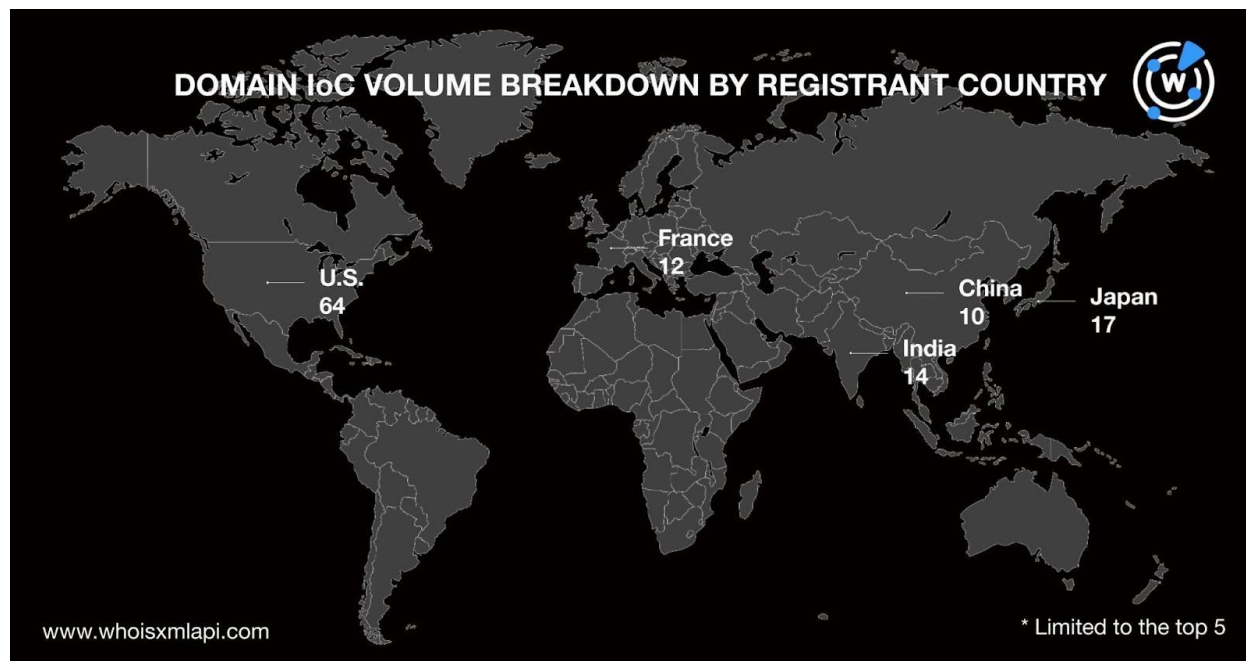 DOMAIN IoC VOLUME BREAKDOWN BY REGISTRANT COUNTRY
W
France
12
U.S.
64
China
10
Japan
17
India
14
www.whoisxmlapi.com
* Limited to the top 5